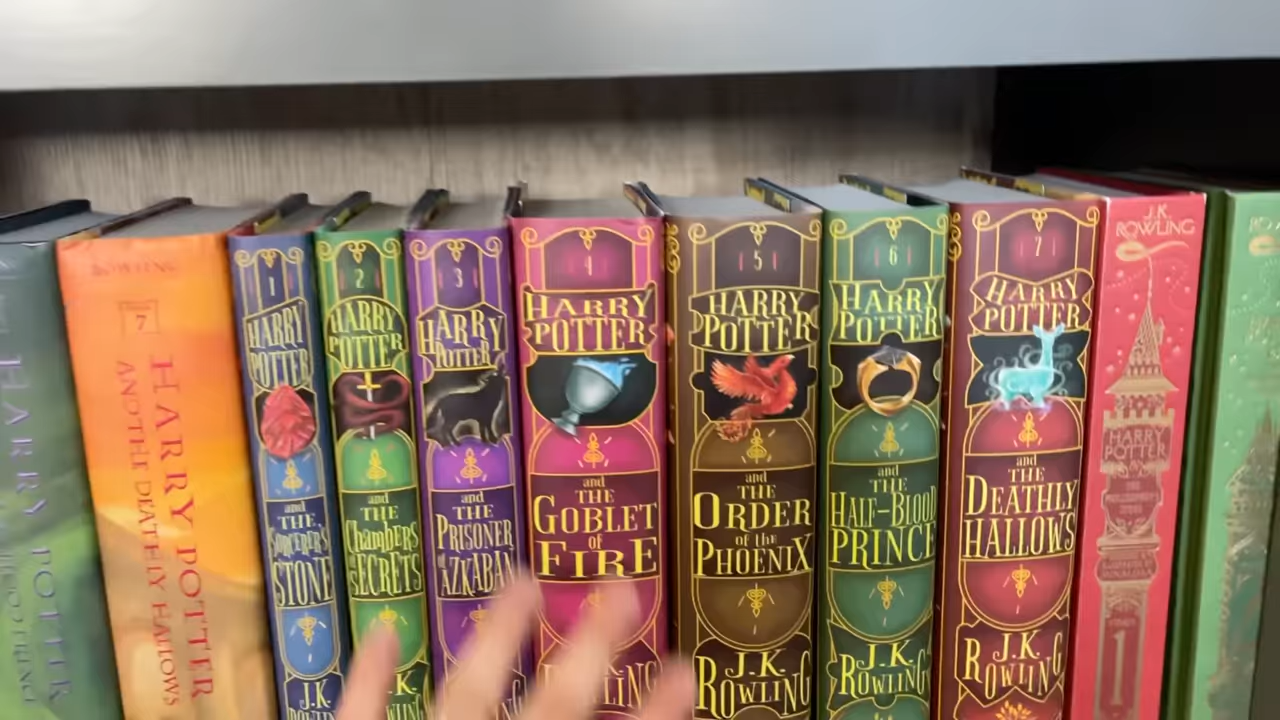 HARRY POTTER
ROWLING
7
HARRY POTTER
AND THE DEATHLY HALLOWS
1
HARRY
POTTER
and
THE
SORCERER'S
STONE
J.K.
2
HARRY
POTTER
and
THE
Chambers
of SECRETS
3
HARRY
POTTER
and
THE
PRISONER
of AZKABAN
4
HARRY
POTTER
and
THE
GOBLET
of
FIRE
5
HARRY
POTTER
and
THE
ORDER
of the
PHOENIX
J.K.
ROWLING
6
HARRY
POTTER
and
THE
HALF-BLOOD
PRINCE
J.K.
ROWLING
7
HARRY
POTTER
and
THE
DEATHLY
HALLOWS
J.K.
ROWLING
J.K.
ROWLING
HARRY
POTTER
1